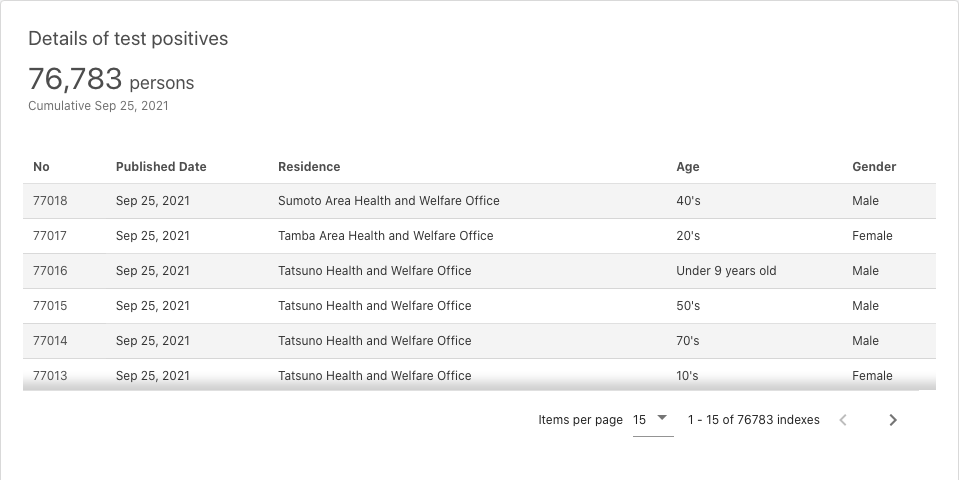 Details of test positives
76,783 persons
Cumulative Sep 25, 2021
No Published Date Residence Age Gender
77018 Sep 25, 2021 Sumoto Area Health and Welfare Office 40's Male
77017 Sep 25, 2021 Tamba Area Health and Welfare Office 20's Female
77016 Sep 25, 2021 Tatsuno Health and Welfare Office Under 9 years old Male
77015 Sep 25, 2021 Tatsuno Health and Welfare Office 50's Male
77014 Sep 25, 2021 Tatsuno Health and Welfare Office 70's Male
77013 Sep 25, 2021 Tatsuno Health and Welfare Office 10's Female
Items per page 15 1 - 15 of 76783 indexes